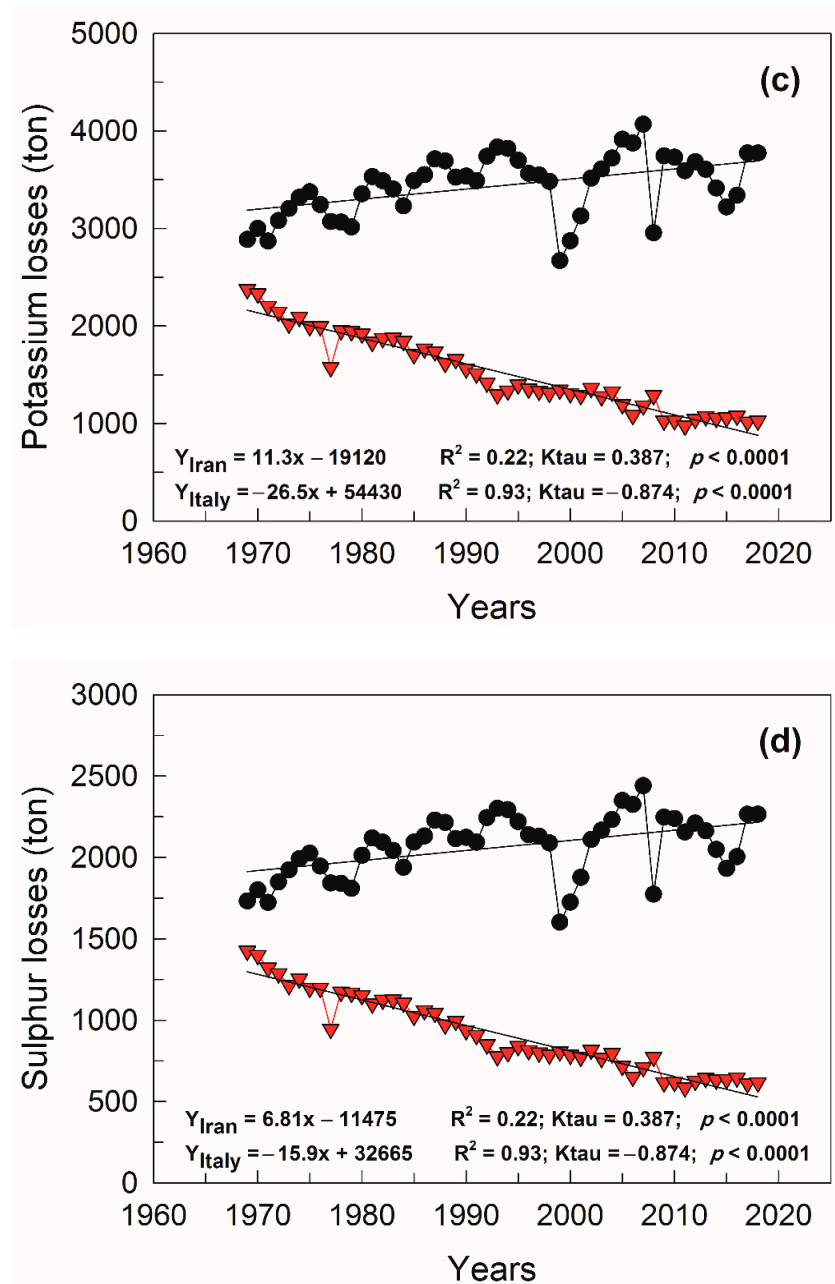 (c)
Potassium losses (ton)
5000
4000
3000
2000
1000
0
Y_Iran = 11.3x − 19120 R² = 0.22; Ktau = 0.387; p < 0.0001
Y_Italy = −26.5x + 54430 R² = 0.93; Ktau = −0.874; p < 0.0001
1960 1970 1980 1990 2000 2010 2020
Years
(d)
Sulphur losses (ton)
3000
2500
2000
1500
1000
500
0
Y_Iran = 6.81x − 11475 R² = 0.22; Ktau = 0.387; p < 0.0001
Y_Italy = −15.9x + 32665 R² = 0.93; Ktau = −0.874; p < 0.0001
1960 1970 1980 1990 2000 2010 2020
Years